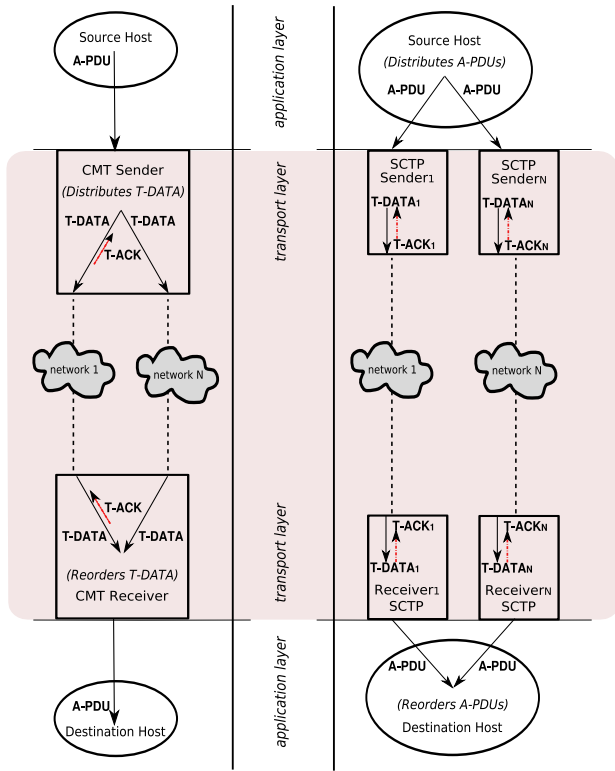 Source Host
A-PDU
CMT Sender
(Distributes T-DATA)
T-DATA T-DATA
T-ACK
network 1
network N
T-ACK
T-DATA T-DATA
(Reorders T-DATA)
CMT Receiver
A-PDU
Destination Host
application layer
transport layer
transport layer
application layer
Source Host
(Distributes A-PDUs)
A-PDU A-PDU
SCTP
Sender1
T-DATA1
T-ACK1
SCTP
SenderN
T-DATAN
T-ACKN
network 1
network N
T-ACK1
T-DATA1
Receiver1
SCTP
T-ACKN
T-DATAN
ReceiverN
SCTP
A-PDU A-PDU
(Reorders A-PDUs)
Destination Host